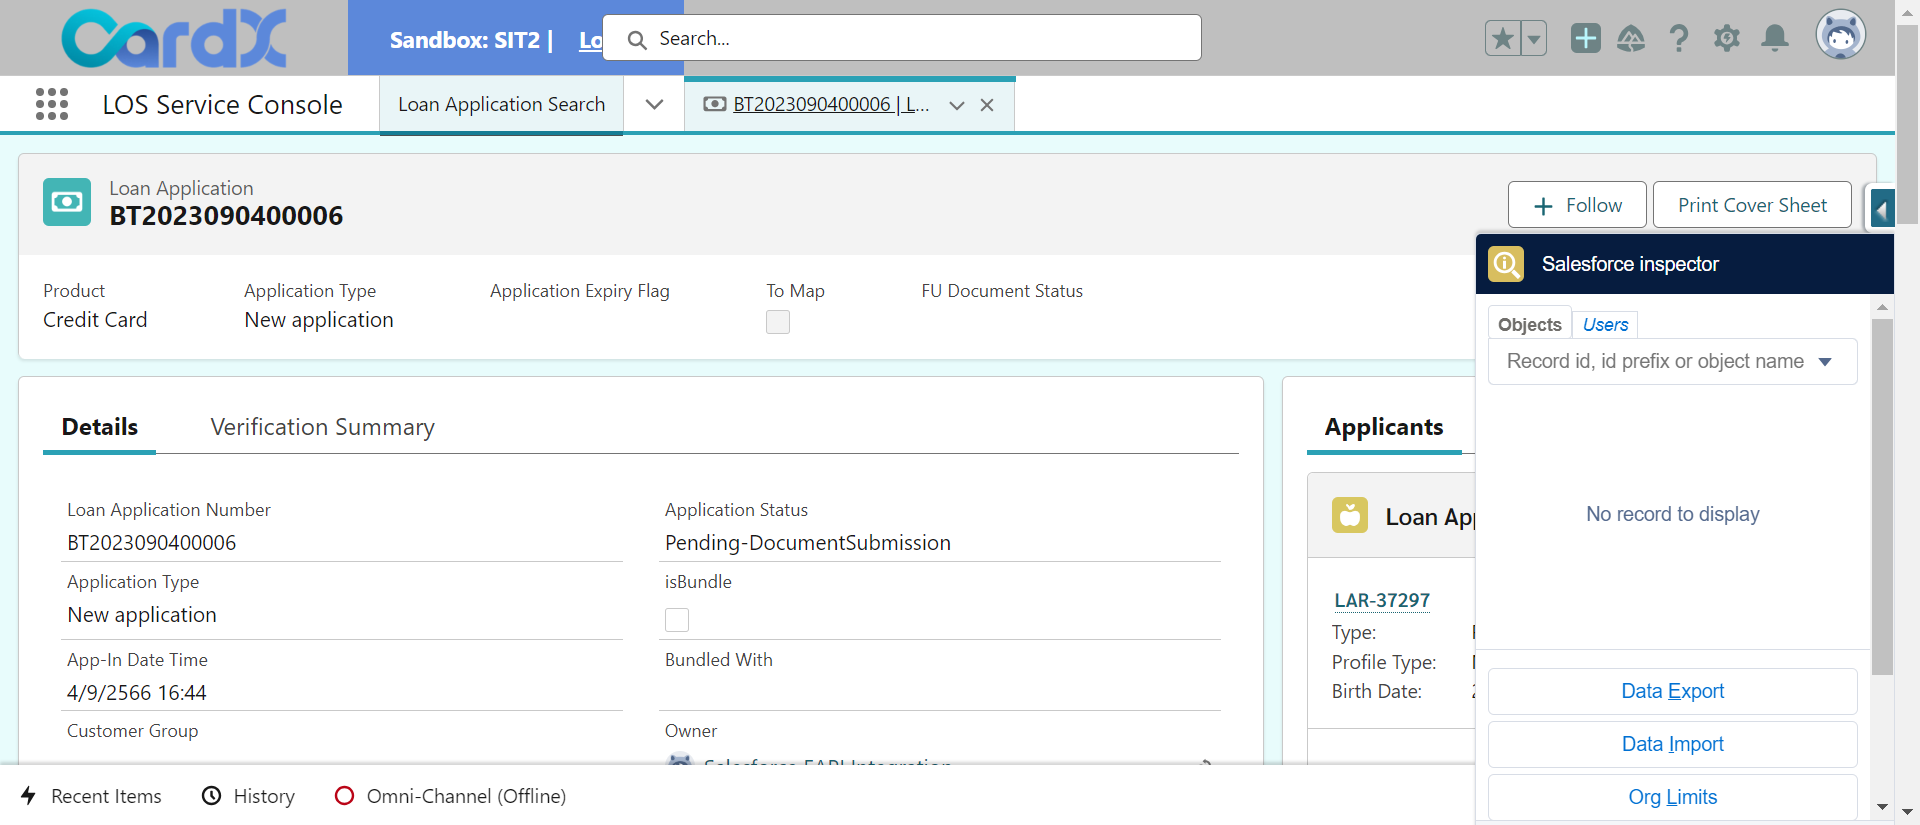 CardX
Sandbox: SIT2 | Lo
Search...
LOS Service Console
Loan Application Search
BT2023090400006 | L...
Loan Application
BT2023090400006
Follow
Print Cover Sheet
Product
Application Type
Application Expiry Flag
To Map
FU Document Status
Credit Card
New application
Salesforce inspector
Objects
Users
Record id, id prefix or object name
No record to display
Data Export
Data Import
Org Limits
Details
Verification Summary
Loan Application Number
BT2023090400006
Application Status
Pending-DocumentSubmission
Application Type
New application
isBundle
App-In Date Time
4/9/2566 16:44
Bundled With
Customer Group
Owner
Salesforce EAPI Integration
Applicants
Loan App
LAR-37297
Type:
Profile Type:
Birth Date:
Recent Items
History
Omni-Channel (Offline)